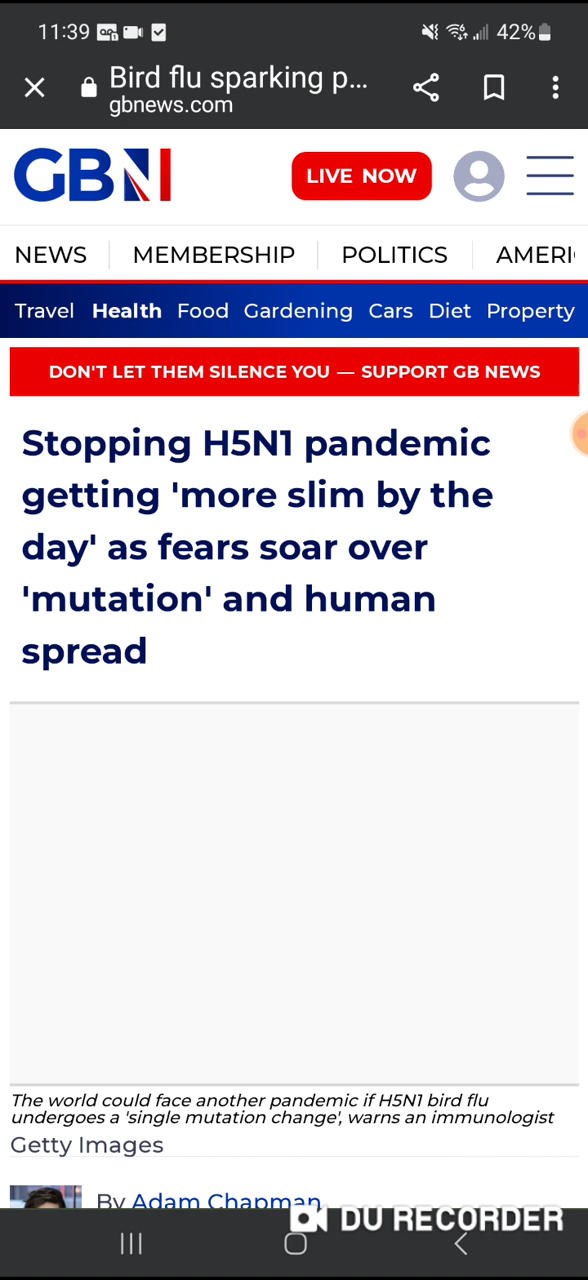 11:39 42%
Bird flu sparking p...
gbnews.com
GBN
LIVE NOW
NEWS MEMBERSHIP POLITICS AMERI
Travel Health Food Gardening Cars Diet Property
DON'T LET THEM SILENCE YOU — SUPPORT GB NEWS
Stopping H5N1 pandemic
getting 'more slim by the
day' as fears soar over
'mutation' and human
spread
The world could face another pandemic if H5N1 bird flu
undergoes a 'single mutation change', warns an immunologist
Getty Images
By Adam Chapman
DU RECORDER